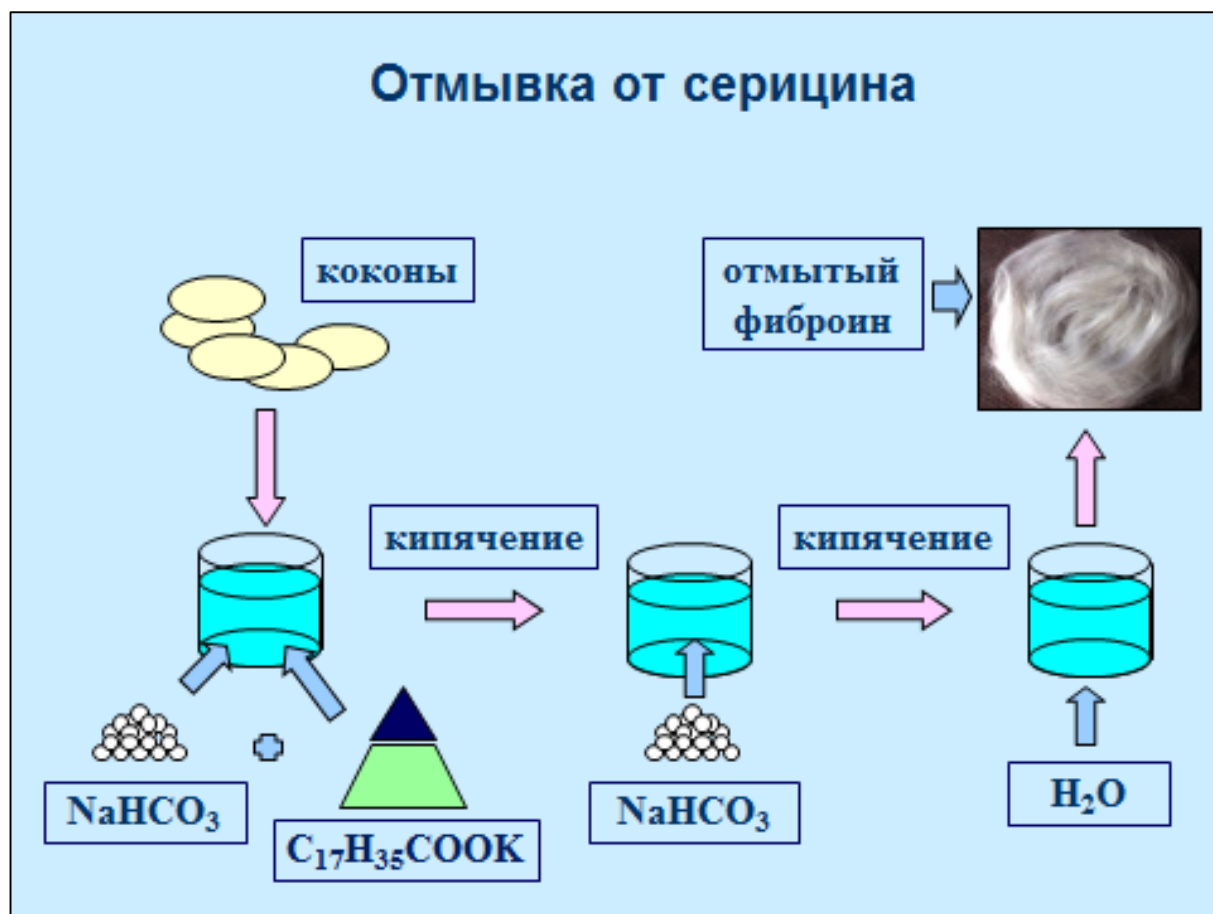 Отмывка от серицина
коконы
отмытый
фиброин
кипячение
кипячение
NaHCO₃
C₁₇H₃₅COOK
NaHCO₃
H₂O